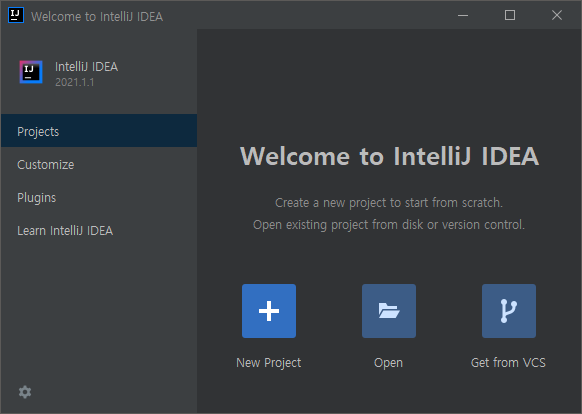 Welcome to IntelliJ IDEA
IJ
IntelliJ IDEA
2021.1.1
Projects
Customize
Plugins
Learn IntelliJ IDEA
Welcome to IntelliJ IDEA
Create a new project to start from scratch.
Open existing project from disk or version control.
New Project
Open
Get from VCS